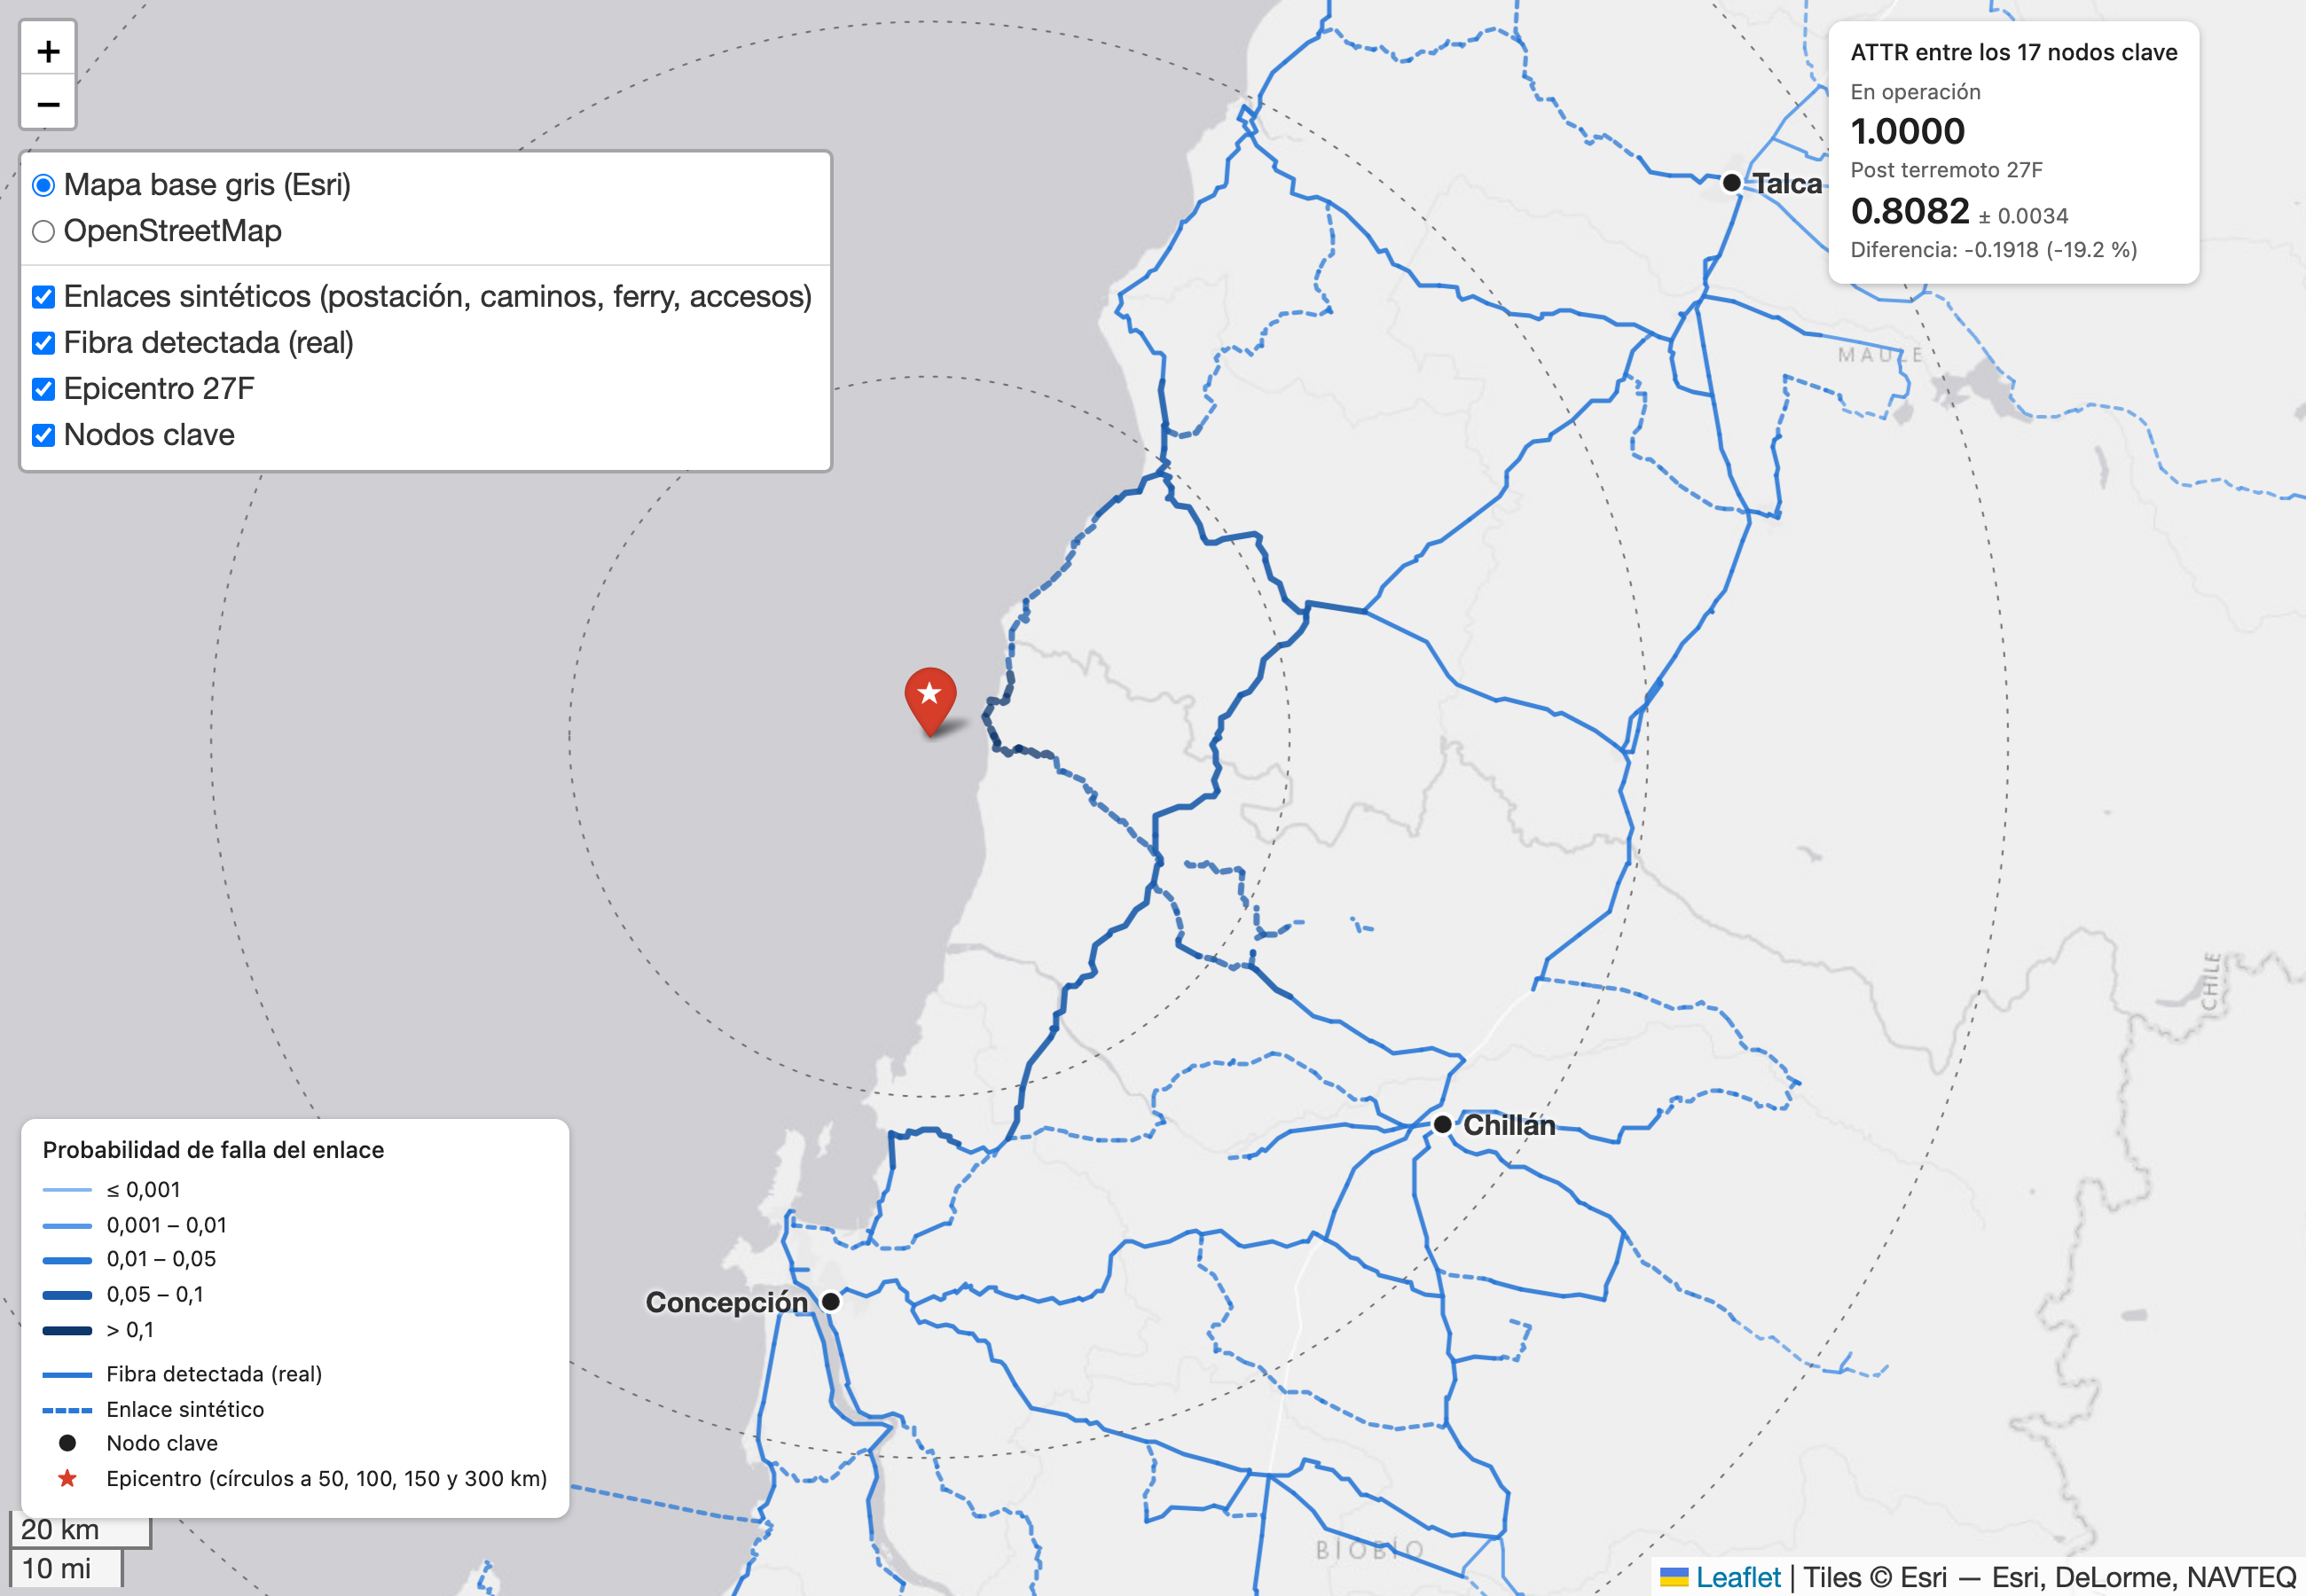 +
−
Mapa base gris (Esri)
OpenStreetMap
Enlaces sintéticos (postación, caminos, ferry, accesos)
Fibra detectada (real)
Epicentro 27F
Nodos clave
ATTR entre los 17 nodos clave
En operación
1.0000
Post terremoto 27F
0.8082 ± 0.0034
Diferencia: -0.1918 (-19.2 %)
Talca
MAULE
CHILE
Chillán
Concepción
BÍOBÍO
Probabilidad de falla del enlace
≤ 0,001
0,001 – 0,01
0,01 – 0,05
0,05 – 0,1
> 0,1
Fibra detectada (real)
Enlace sintético
Nodo clave
Epicentro (círculos a 50, 100, 150 y 300 km)
20 km
10 mi
Leaflet | Tiles © Esri — Esri, DeLorme, NAVTEQ